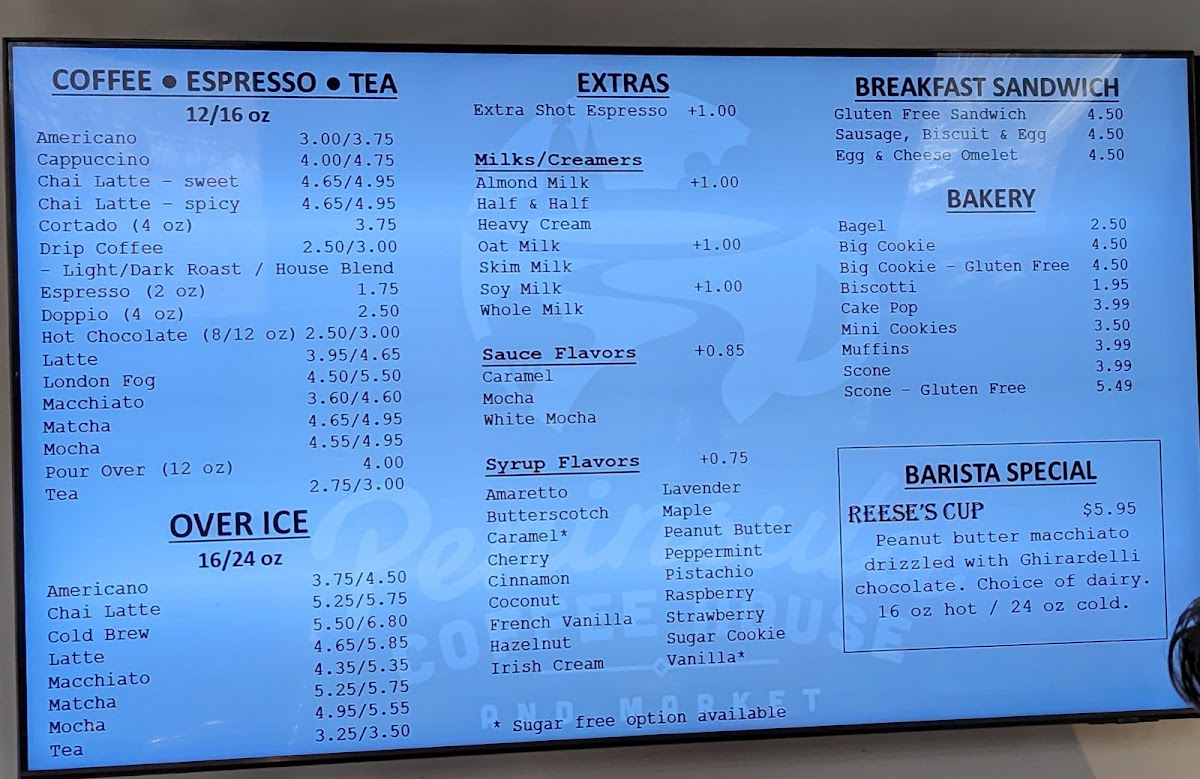 COFFEE ● ESPRESSO ● TEA
12/16 oz
Americano 3.00/3.75
Cappuccino 4.00/4.75
Chai Latte - sweet 4.65/4.95
Chai Latte - spicy 4.65/4.95
Cortado (4 oz) 3.75
Drip Coffee 2.50/3.00
- Light/Dark Roast / House Blend
Espresso (2 oz) 1.75
Doppio (4 oz) 2.50
Hot Chocolate (8/12 oz) 2.50/3.00
Latte 3.95/4.65
London Fog 4.50/5.50
Macchiato 3.60/4.60
Matcha 4.65/4.95
Mocha 4.55/4.95
Pour Over (12 oz) 4.00
Tea 2.75/3.00
OVER ICE
16/24 oz
Americano 3.75/4.50
Chai Latte 5.25/5.75
Cold Brew 5.50/6.80
Latte 4.65/5.85
Macchiato 4.35/5.35
Matcha 5.25/5.75
Mocha 4.95/5.55
Tea 3.25/3.50
EXTRAS
Extra Shot Espresso +1.00
Milks/Creamers
Almond Milk +1.00
Half & Half
Heavy Cream
Oat Milk +1.00
Skim Milk
Soy Milk +1.00
Whole Milk
Sauce Flavors +0.85
Caramel
Mocha
White Mocha
Syrup Flavors +0.75
Amaretto
Butterscotch
Caramel*
Cherry
Cinnamon
Coconut
French Vanilla
Hazelnut
Irish Cream
Lavender
Maple
Peanut Butter
Peppermint
Pistachio
Raspberry
Strawberry
Sugar Cookie
Vanilla*
* Sugar free option available
BREAKFAST SANDWICH
Gluten Free Sandwich 4.50
Sausage, Biscuit & Egg 4.50
Egg & Cheese Omelet 4.50
BAKERY
Bagel 2.50
Big Cookie 4.50
Big Cookie - Gluten Free 4.50
Biscotti 1.95
Cake Pop 3.99
Mini Cookies 3.50
Muffins 3.99
Scone 3.99
Scone - Gluten Free 5.49
BARISTA SPECIAL
REESE'S CUP $5.95
Peanut butter macchiato
drizzled with Ghirardelli
chocolate. Choice of dairy.
16 oz hot / 24 oz cold.
Peninsula
COFFEE HOUSE
AND MARKET